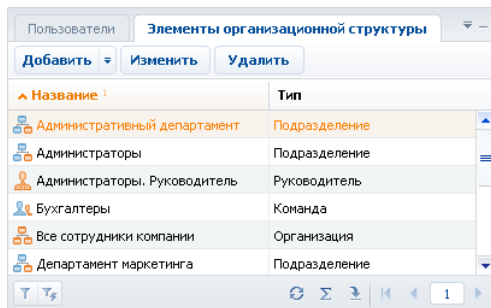 Пользователи Элементы организационной структуры
Добавить Изменить Удалить
Название 1 Тип
Административный департамент Подразделение
Администраторы Подразделение
Администраторы. Руководитель Руководитель
Бухгалтеры Команда
Все сотрудники компании Организация
Департамент маркетинга Подразделение
Σ 1